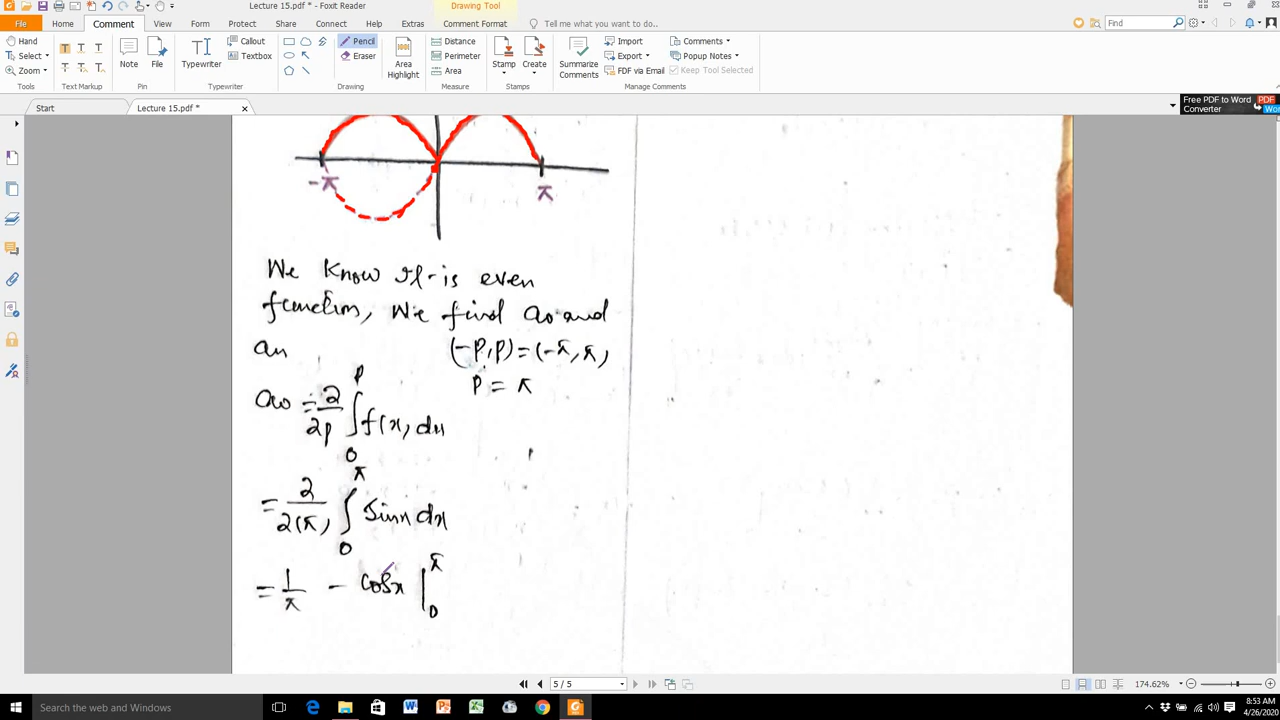 Lecture 15.pdf * - Foxit Reader
Drawing Tool
File Home Comment View Form Protect Share Connect Help Extras Comment Format Tell me what you want to do... Find
Hand
Select
Zoom
Tools
T T T
T T T
Text Markup
Note
File
Pin
Typewriter
Callout
Textbox
Typewriter
Pencil
Eraser
Drawing
Area
Highlight
Distance
Perimeter
Area
Measure
Stamp
Create
Stamps
Summarize
Comments
Import
Export
FDF via Email
Comments
Popup Notes
Keep Tool Selected
Manage Comments
Start
Lecture 15.pdf *
Free PDF to Word
Converter
PDF
-π
π
We know it is even
function, We find a0 and
an (-P, P) = (-π, π)
P = π
a0 = 2/2p ∫0^P f(x) dx
= 2/2(π) ∫0^π Sinx dx
= 1/π - cosx |0^π
5 / 5
174.62%
Search the web and Windows
8:53 AM
4/26/2020